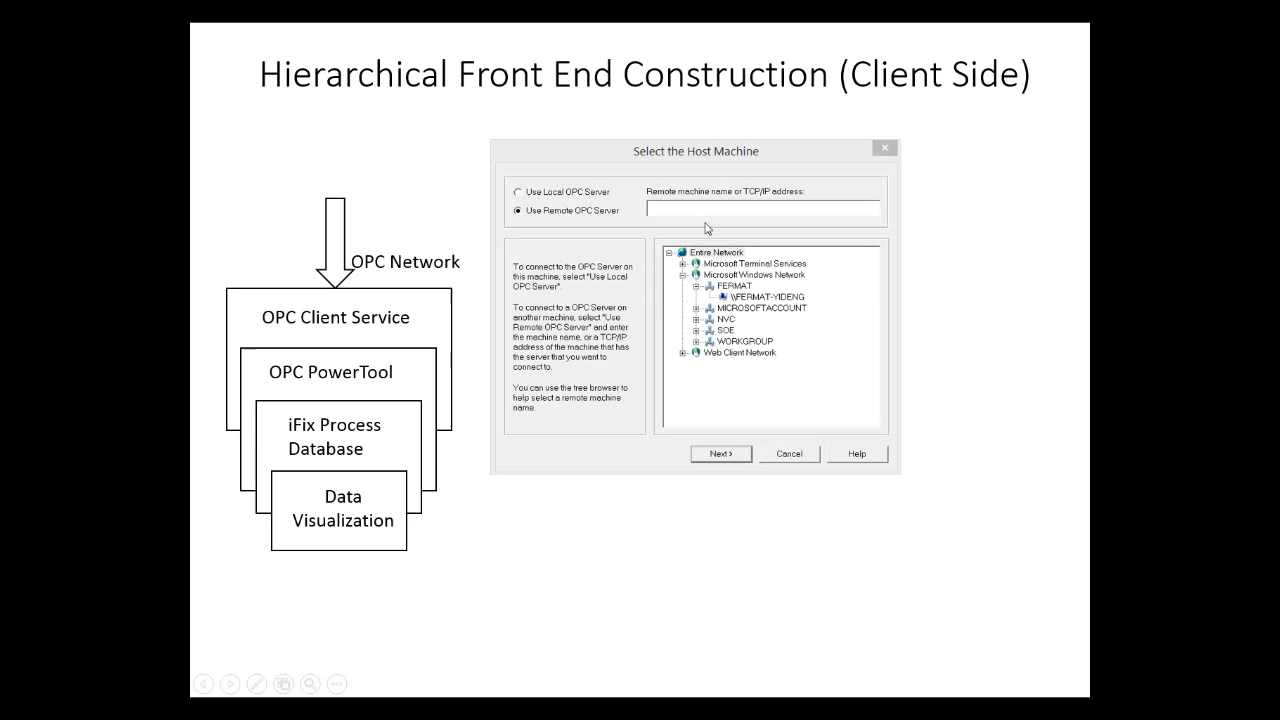 Hierarchical Front End Construction (Client Side)
OPC Network
OPC Client Service
OPC PowerTool
iFix Process
Database
Data
Visualization
Select the Host Machine
Use Local OPC Server
Use Remote OPC Server
Remote machine name or TCP/IP address:
To connect to the OPC Server on
this machine, select "Use Local
OPC Server".
To connect to a OPC Server on
another machine, select "Use
Remote OPC Server" and enter
the machine name, or a TCP/IP
address of the machine that has
the server that you want to
connect to.
You can use the tree browser to
help select a remote machine
name.
Entire Network
Microsoft Terminal Services
Microsoft Windows Network
FERMAT
\\FERMAT-YIDENG
MICROSOFTACCOUNT
NVC
SOE
WORKGROUP
Web Client Network
Next>
Cancel
Help